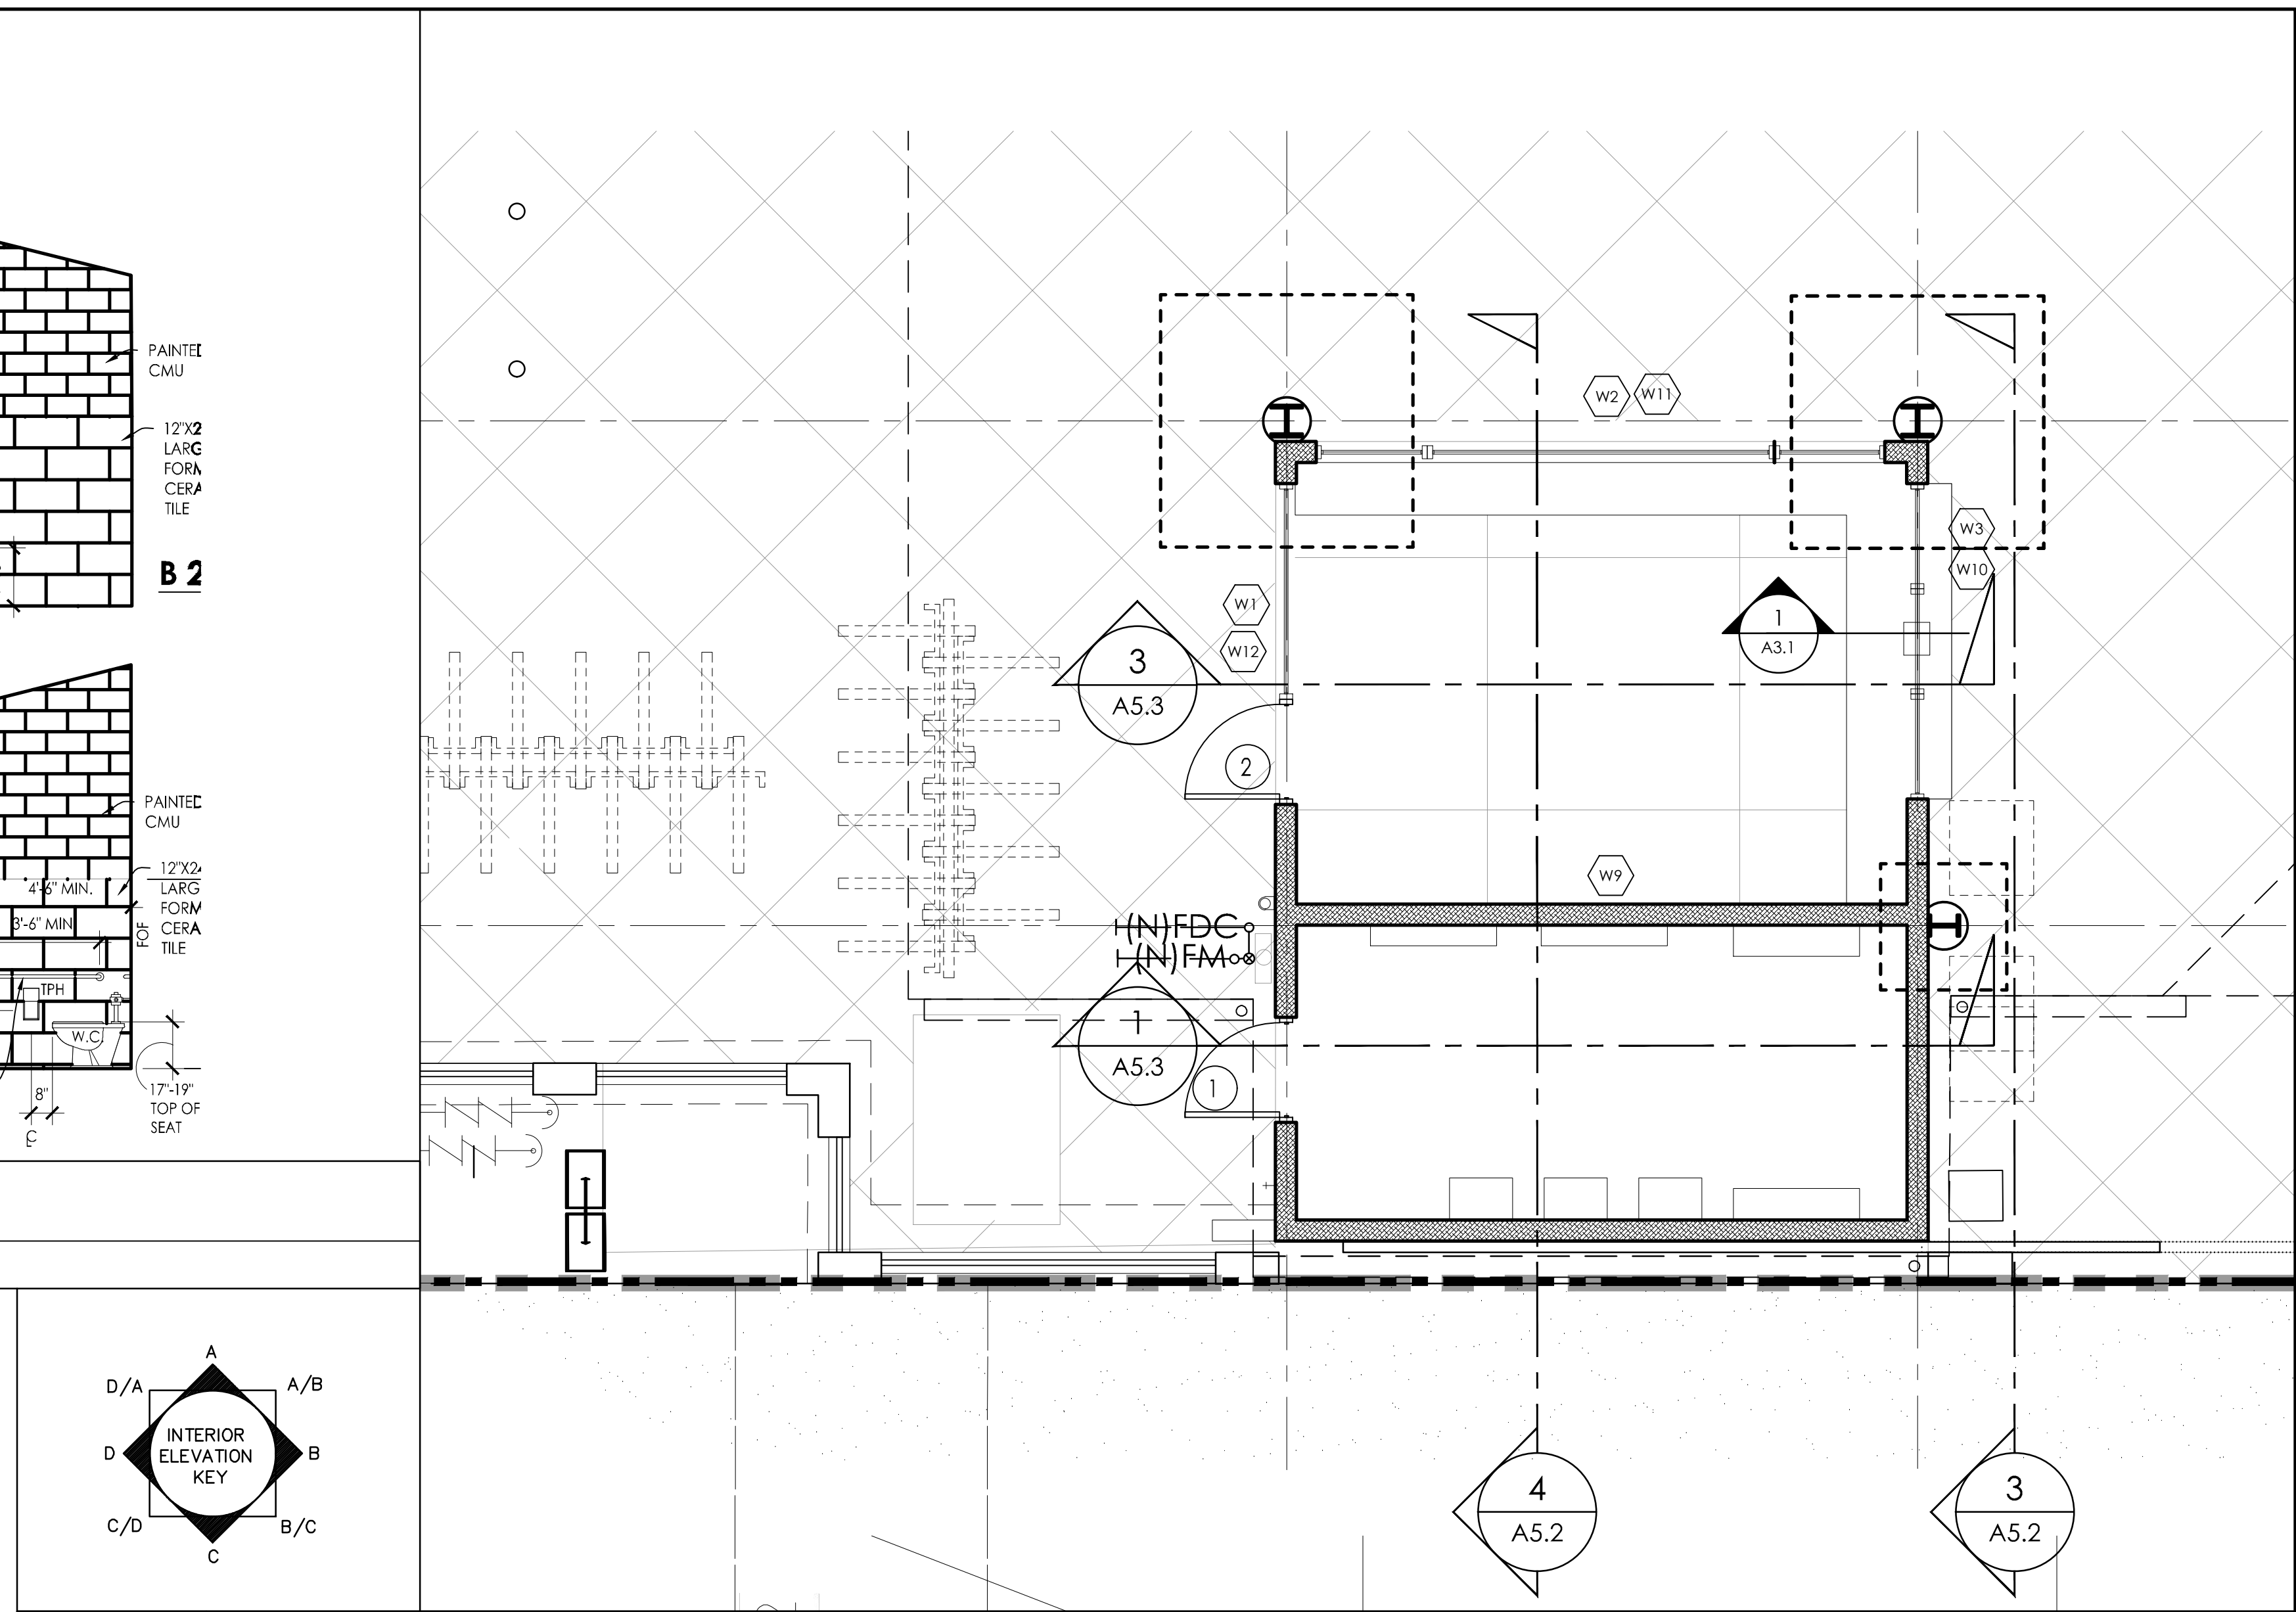 PAINTED
CMU
12"X2
LARG
FORM
CERA
TILE
B 2
PAINTED
CMU
12"X2
LARG
FORM
CERA
TILE
4'-6" MIN.
3'-6" MIN
FOF
TPH
W.C.
8"
17"-19"
TOP OF
SEAT
A
D/A
A/B
INTERIOR
ELEVATION
KEY
D
B
C/D
B/C
C
W2
W11
W3
W10
W1
W12
1
A3.1
3
A5.3
2
W9
(N)FDC
(N)FM
1
A5.3
1
4
A5.2
3
A5.2